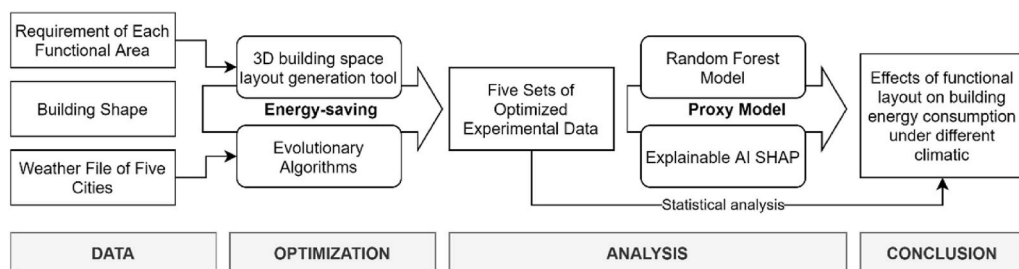 Requirement of Each
Functional Area
Building Shape
Weather File of Five
Cities
3D building space
layout generation tool
Energy-saving
Evolutionary
Algorithms
Five Sets of
Optimized
Experimental Data
Random Forest
Model
Proxy Model
Explainable AI SHAP
Statistical analysis
Effects of functional
layout on building
energy consumption
under different
climatic
DATA
OPTIMIZATION
ANALYSIS
CONCLUSION